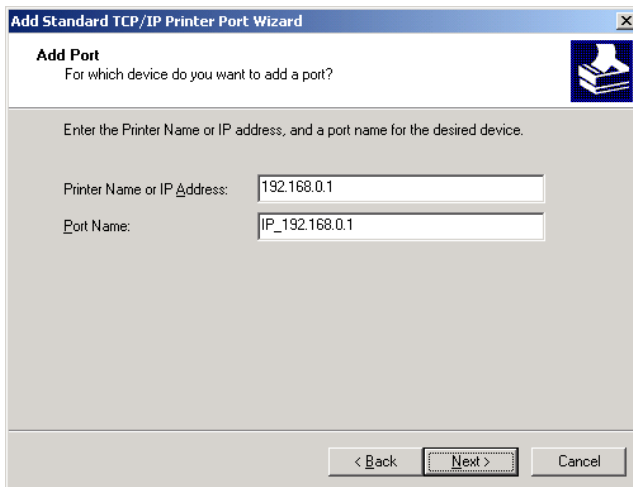 Add Standard TCP/IP Printer Port Wizard
Add Port
For which device do you want to add a port?
Enter the Printer Name or IP address, and a port name for the desired device.
Printer Name or IP Address: 192.168.0.1
Port Name: IP_192.168.0.1
< Back Next > Cancel